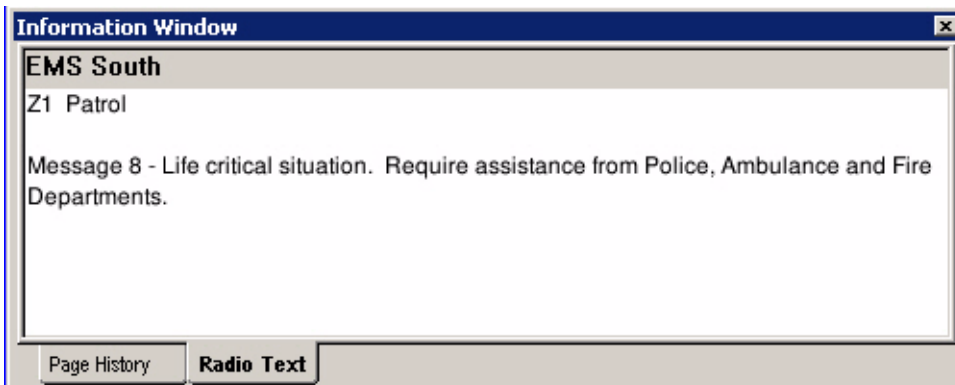 Information Window
EMS South
Z1 Patrol
Message 8 - Life critical situation. Require assistance from Police, Ambulance and Fire
Departments.
Page History
Radio Text